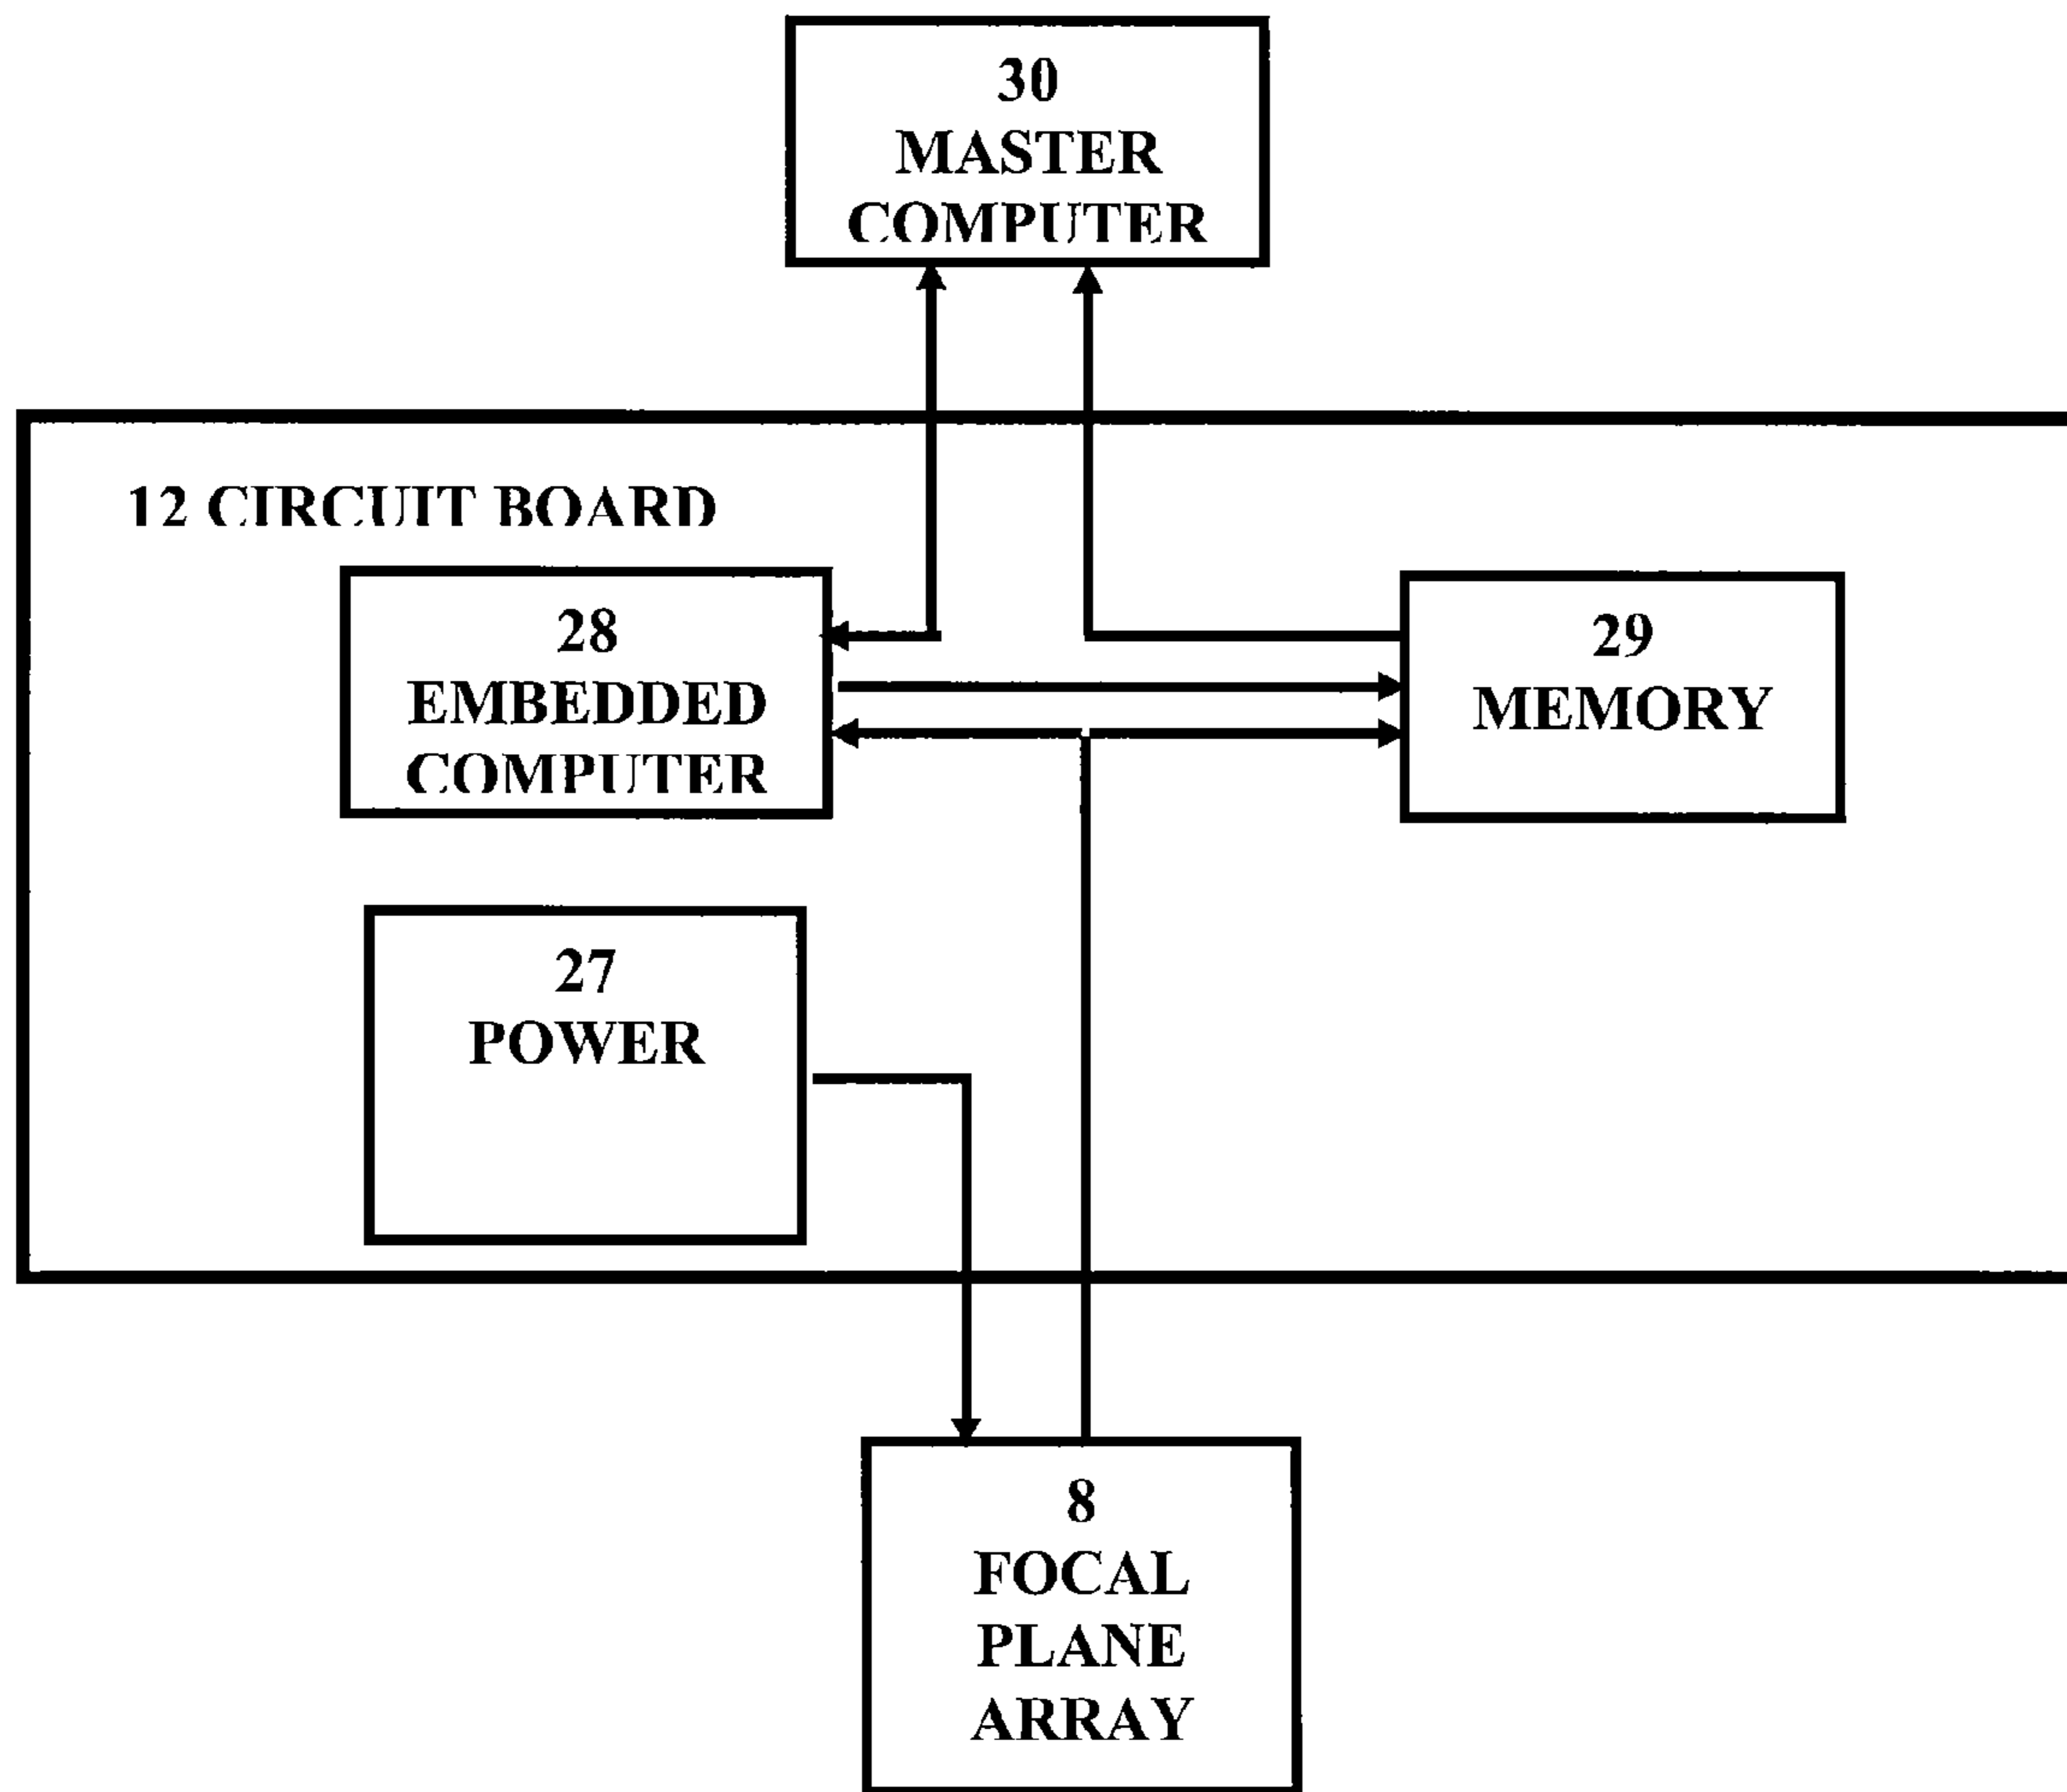 30
MASTER
COMPUTER
12 CIRCUIT BOARD
28
EMBEDDED
COMPUTER
29
MEMORY
27
POWER
8
FOCAL
PLANE
ARRAY